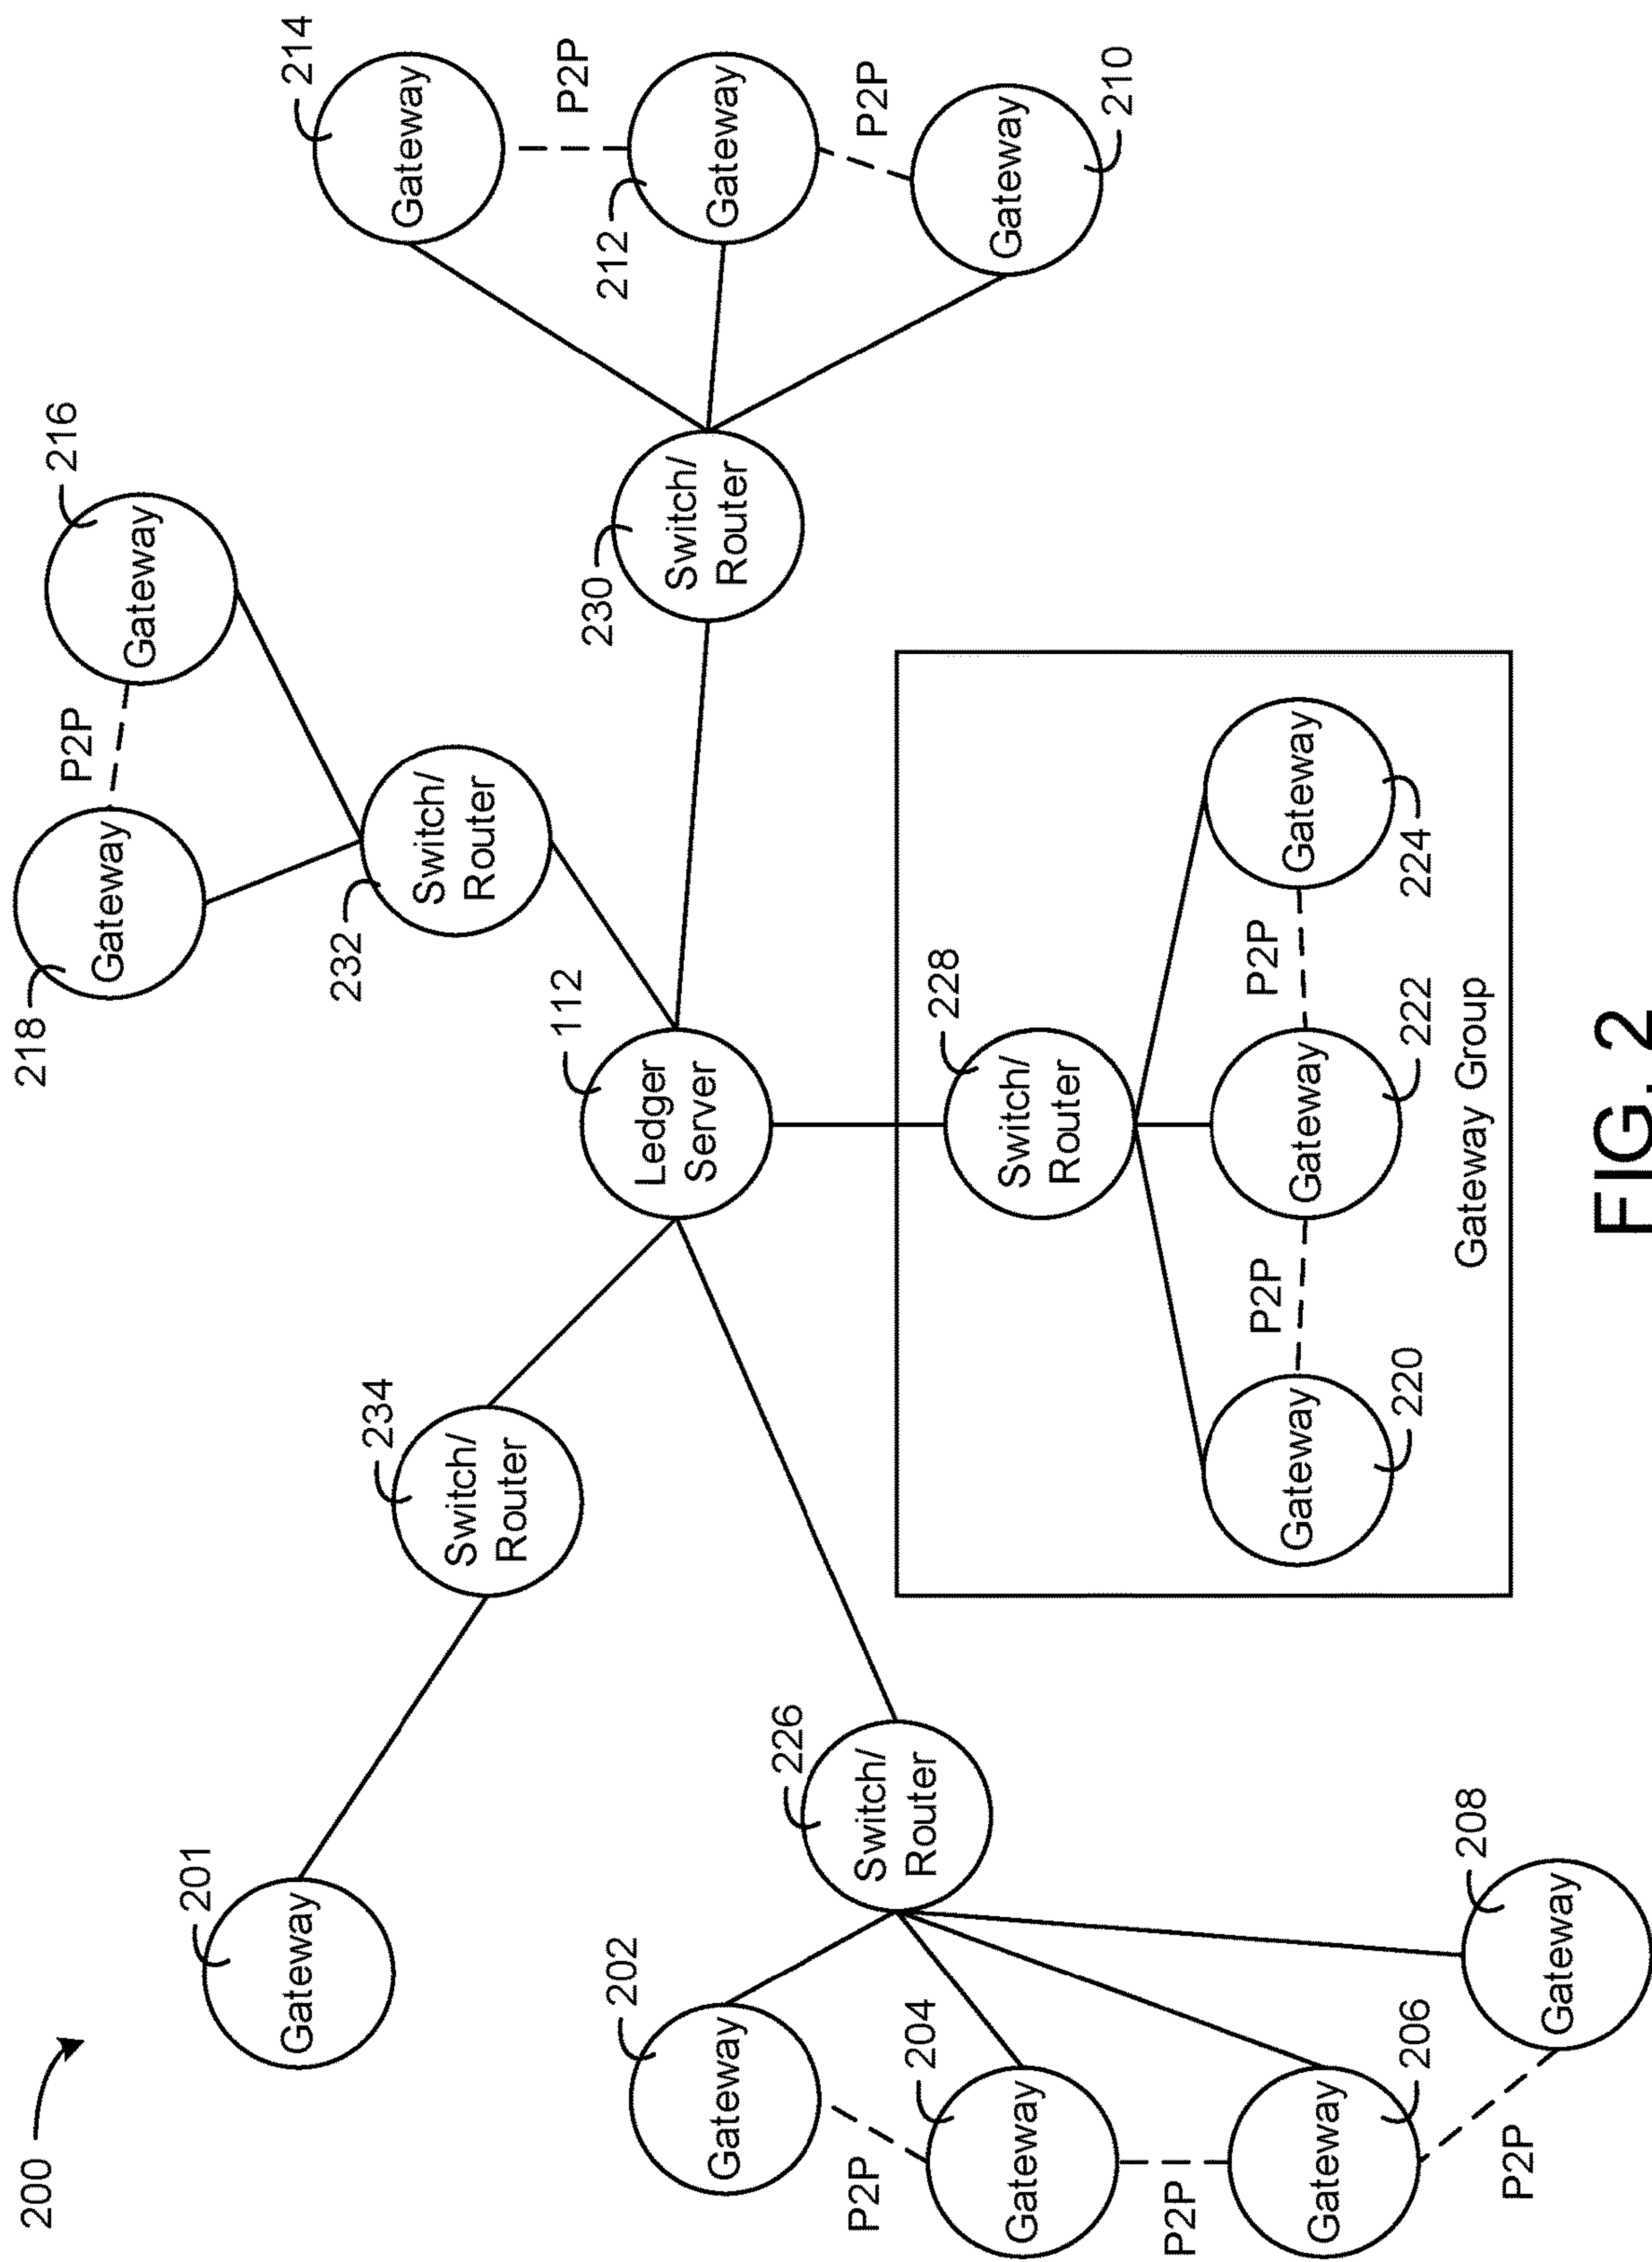 200
Gateway
201
Switch/
Router
234
Gateway
218
P2P
Gateway
216
Switch/
Router
232
Ledger
Server
112
Switch/
Router
230
Gateway
214
P2P
Gateway
212
P2P
Gateway
210
Switch/
Router
226
Gateway
202
P2P
Gateway
204
P2P
Gateway
206
P2P
Gateway
208
Switch/
Router
228
Gateway
220
P2P
Gateway
222
P2P
Gateway
224
Gateway Group
FIG. 2